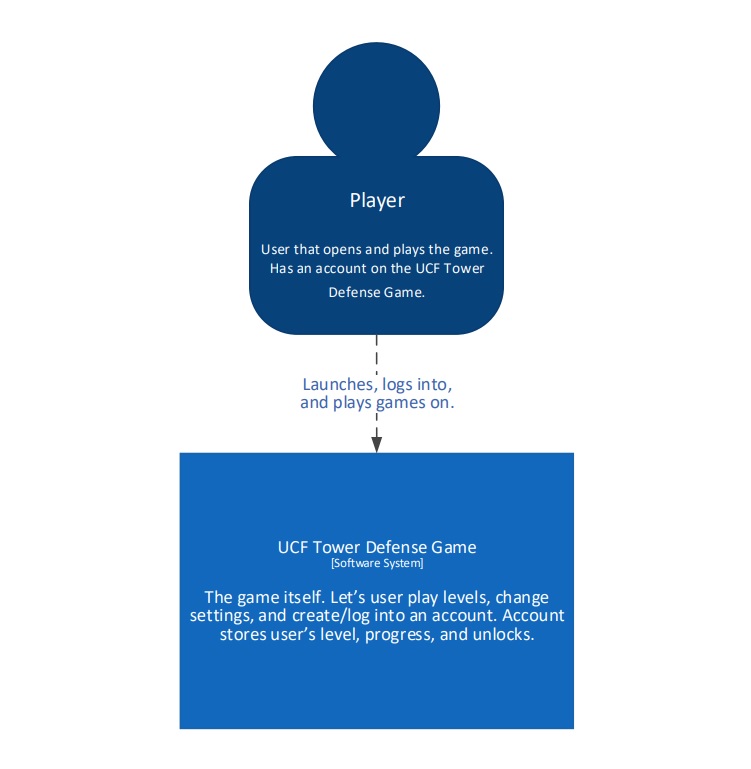 Player
User that opens and plays the game.
Has an account on the UCF Tower
Defense Game.
Launches, logs into,
and plays games on.
UCF Tower Defense Game
[Software System]
The game itself. Let’s user play levels, change
settings, and create/log into an account. Account
stores user’s level, progress, and unlocks.